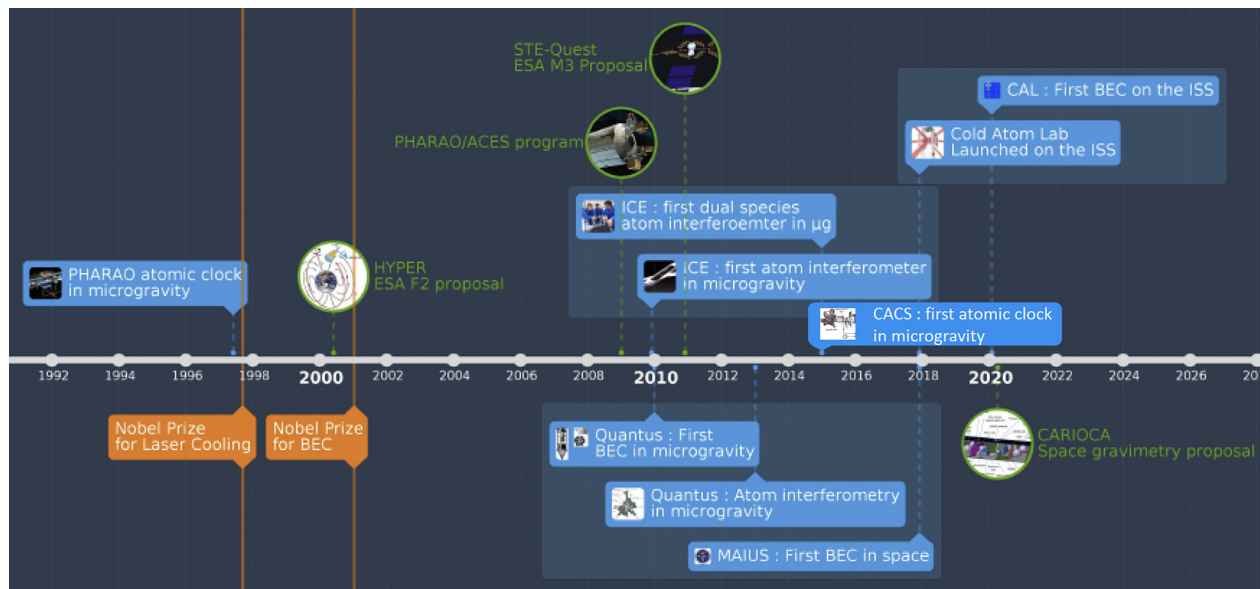 STE-Quest
ESA M3 Proposal
CAL : First BEC on the ISS
PHARAO/ACES program
Cold Atom Lab
Launched on the ISS
ICE : first dual species
atom interferoemter in µg
PHARAO atomic clock
in microgravity
HYPER
ESA F2 proposal
ICE : first atom interferometer
in microgravity
CACS : first atomic clock
in microgravity
1992 1994 1996 1998 2000 2002 2004 2006 2008 2010 2012 2014 2016 2018 2020 2022 2024 2026
Nobel Prize
for Laser Cooling
Nobel Prize
for BEC
Quantus : First
BEC in microgravity
CARIOCA
Space gravimetry proposal
Quantus : Atom interferometry
in microgravity
MAIUS : First BEC in space